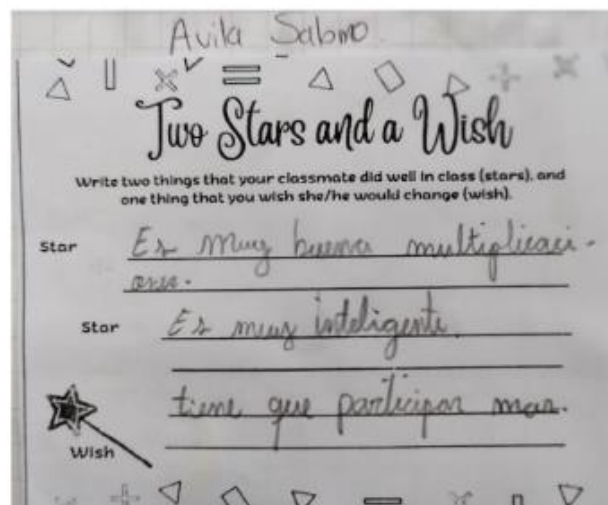 Avila Sabino
Two Stars and a Wish
Write two things that your classmate did well in class (stars), and
one thing that you wish she/he would change (wish).
Star Es muy buena multiplicaci-
ones.
Star Es muy inteligente.
tiene que participar mas.
Wish